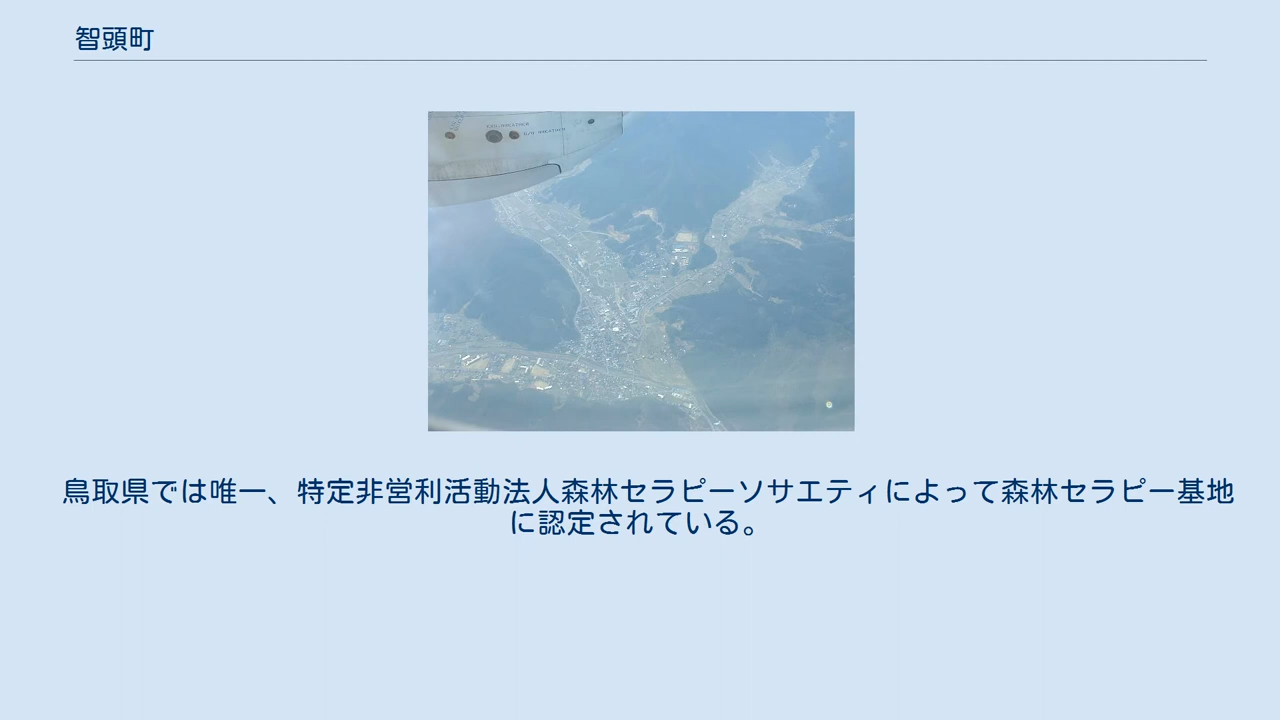 智頭町
鳥取県では唯一、特定非営利活動法人森林セラピーソサエティによって森林セラピー基地
に認定されている。